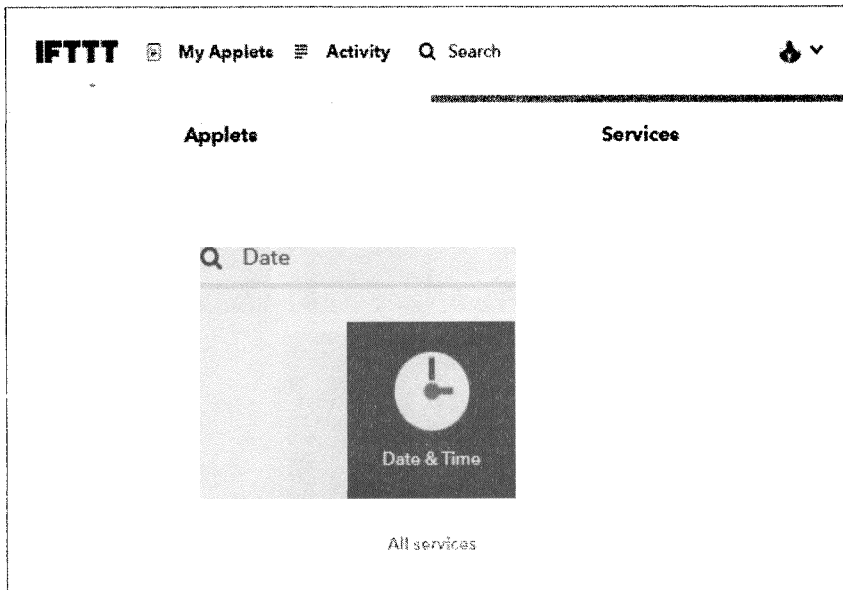 IFTTT My Applets Activity Search
Applets Services
Date
Date & Time
All services